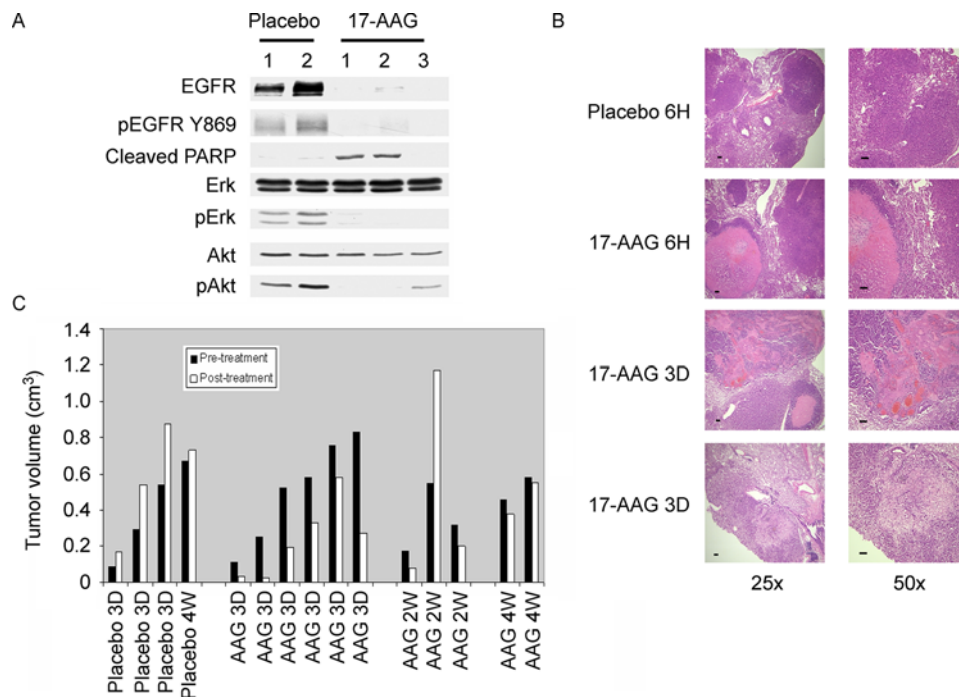 A
Placebo 17-AAG
1 2 1 2 3
EGFR
pEGFR Y869
Cleaved PARP
Erk
pErk
Akt
pAkt
B
Placebo 6H
17-AAG 6H
17-AAG 3D
17-AAG 3D
25x 50x
C
Tumor volume (cm³)
1.4
1.2
1.0
0.8
0.6
0.4
0.2
0
Pre-treatment
Post-treatment
Placebo 3D
Placebo 3D
Placebo 3D
Placebo 4W
AAG 3D
AAG 3D
AAG 3D
AAG 3D
AAG 3D
AAG 3D
AAG 2W
AAG 2W
AAG 2W
AAG 4W
AAG 4W